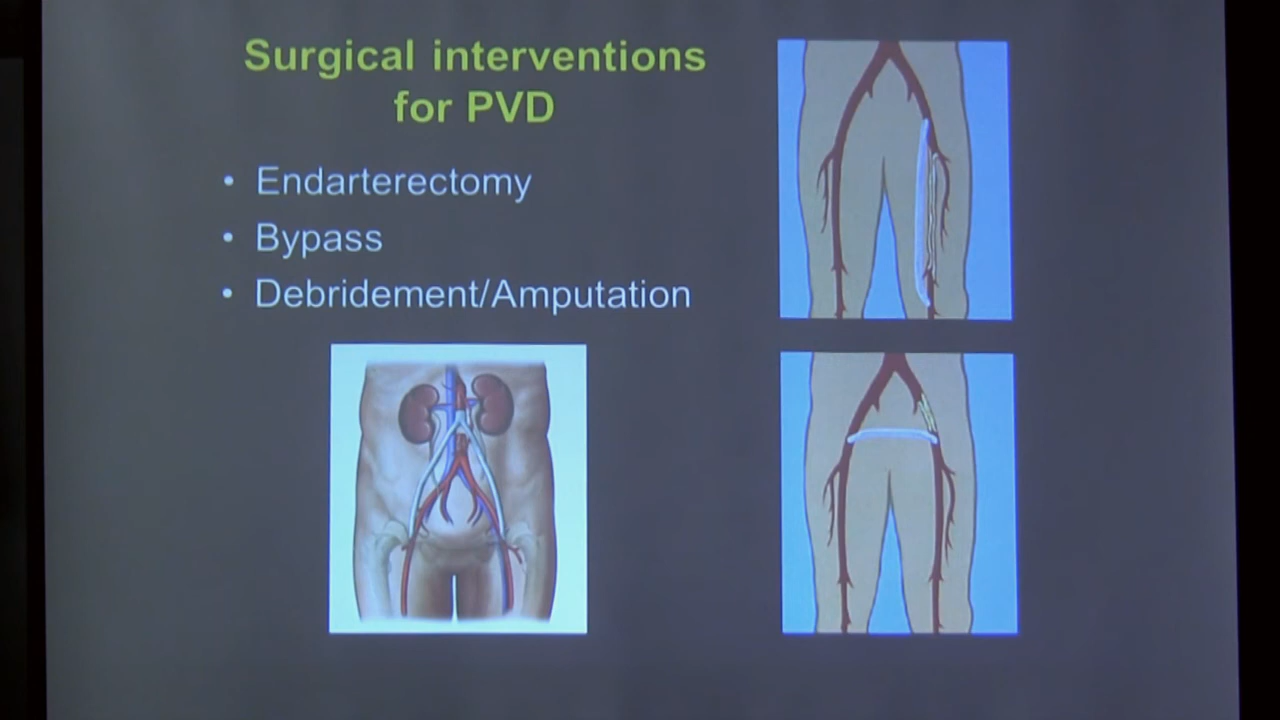 Surgical interventions
for PVD
• Endarterectomy
• Bypass
• Debridement/Amputation